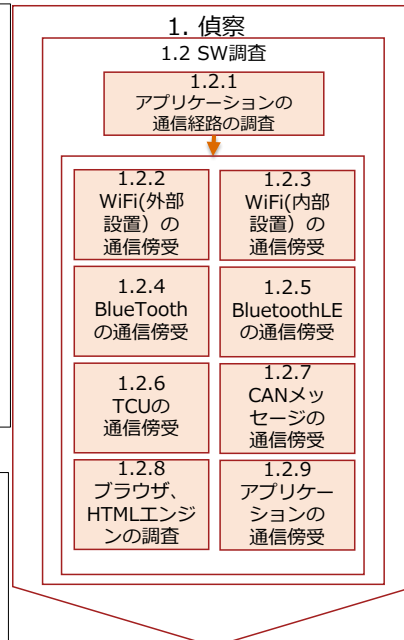 1. 偵察
1.2 SW調査
1.2.1
アプリケーションの
通信経路の調査
1.2.2
WiFi(外部
設置）の
通信傍受
1.2.3
WiFi(内部
設置）の
通信傍受
1.2.4
BlueTooth
の通信傍受
1.2.5
BluetoothLE
の通信傍受
1.2.6
TCUの
通信傍受
1.2.7
CANメッ
セージの
通信傍受
1.2.8
ブラウザ、
HTMLエンジ
ンの調査
1.2.9
アプリケー
ションの
通信傍受